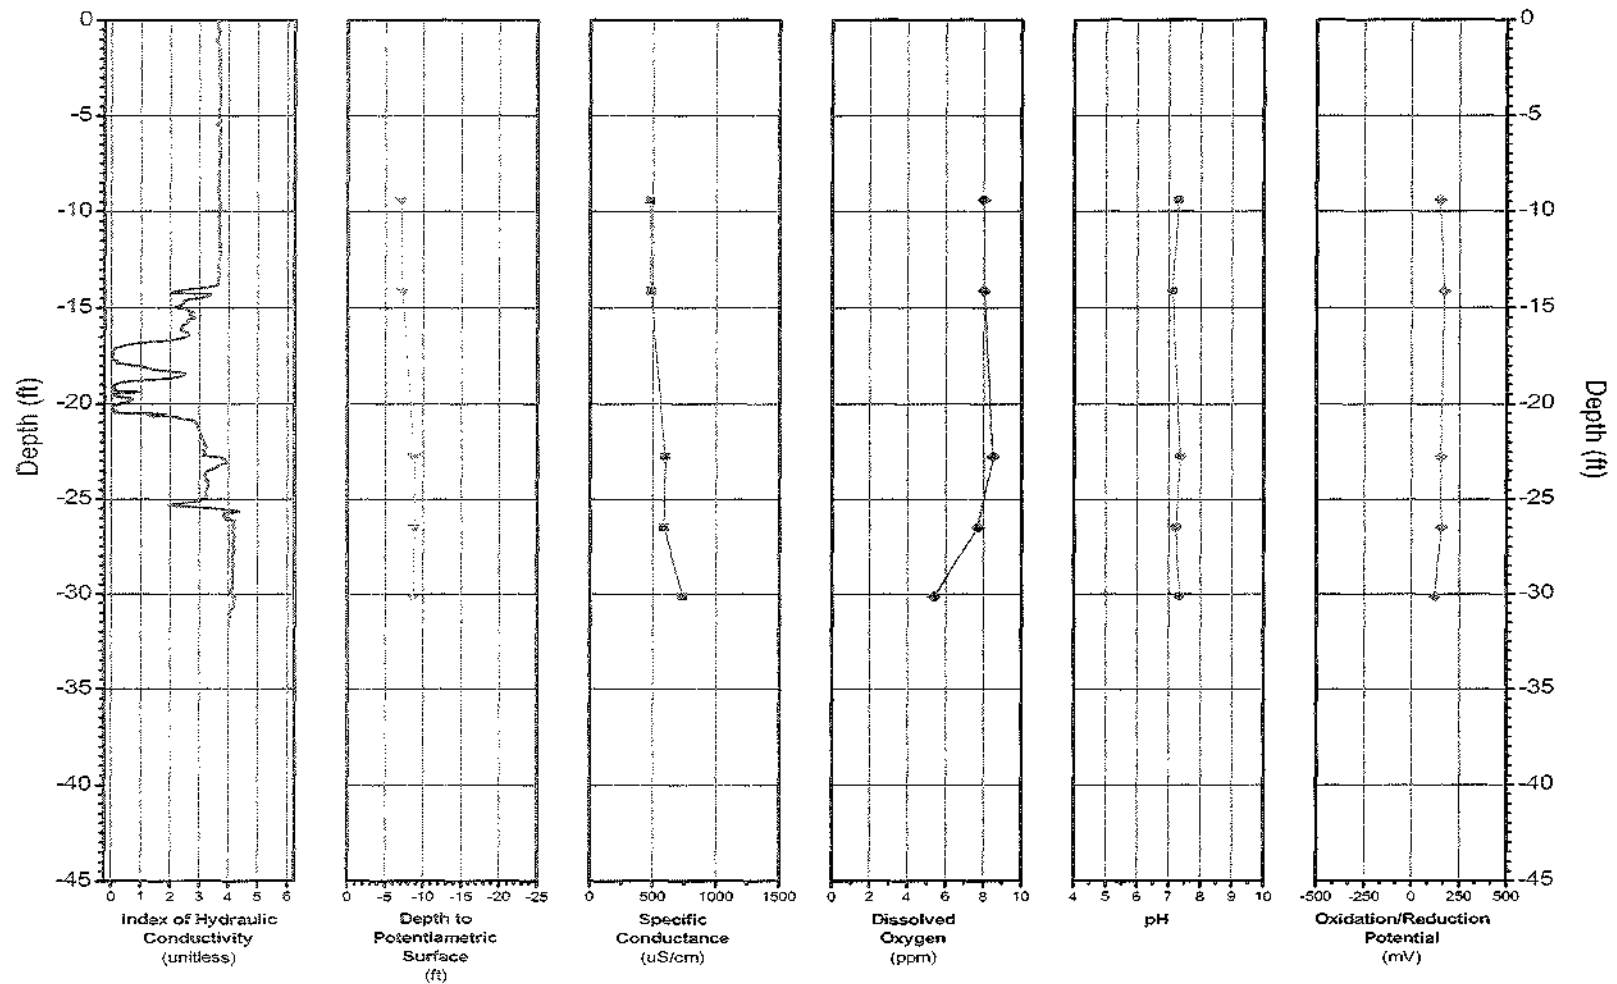 0 0
-5 -5
-10 -10
-15 -15
-20 -20
-25 -25
-30 -30
-35 -35
-40 -40
-45 -45
Depth (ft)
Depth (ft)
0 1 2 3 4 5 6
Index of Hydraulic
Conductivity
(unitless)
0 -5 -10 -15 -20 -25
Depth to
Potentiametric
Surface
(ft)
0 500 1000 1500
Specific
Conductance
(uS/cm)
0 2 4 6 8 10
Dissolved
Oxygen
(ppm)
4 5 6 7 8 9 10
pH
-500 -250 0 250 500
Oxidation/Reduction
Potential
(mV)